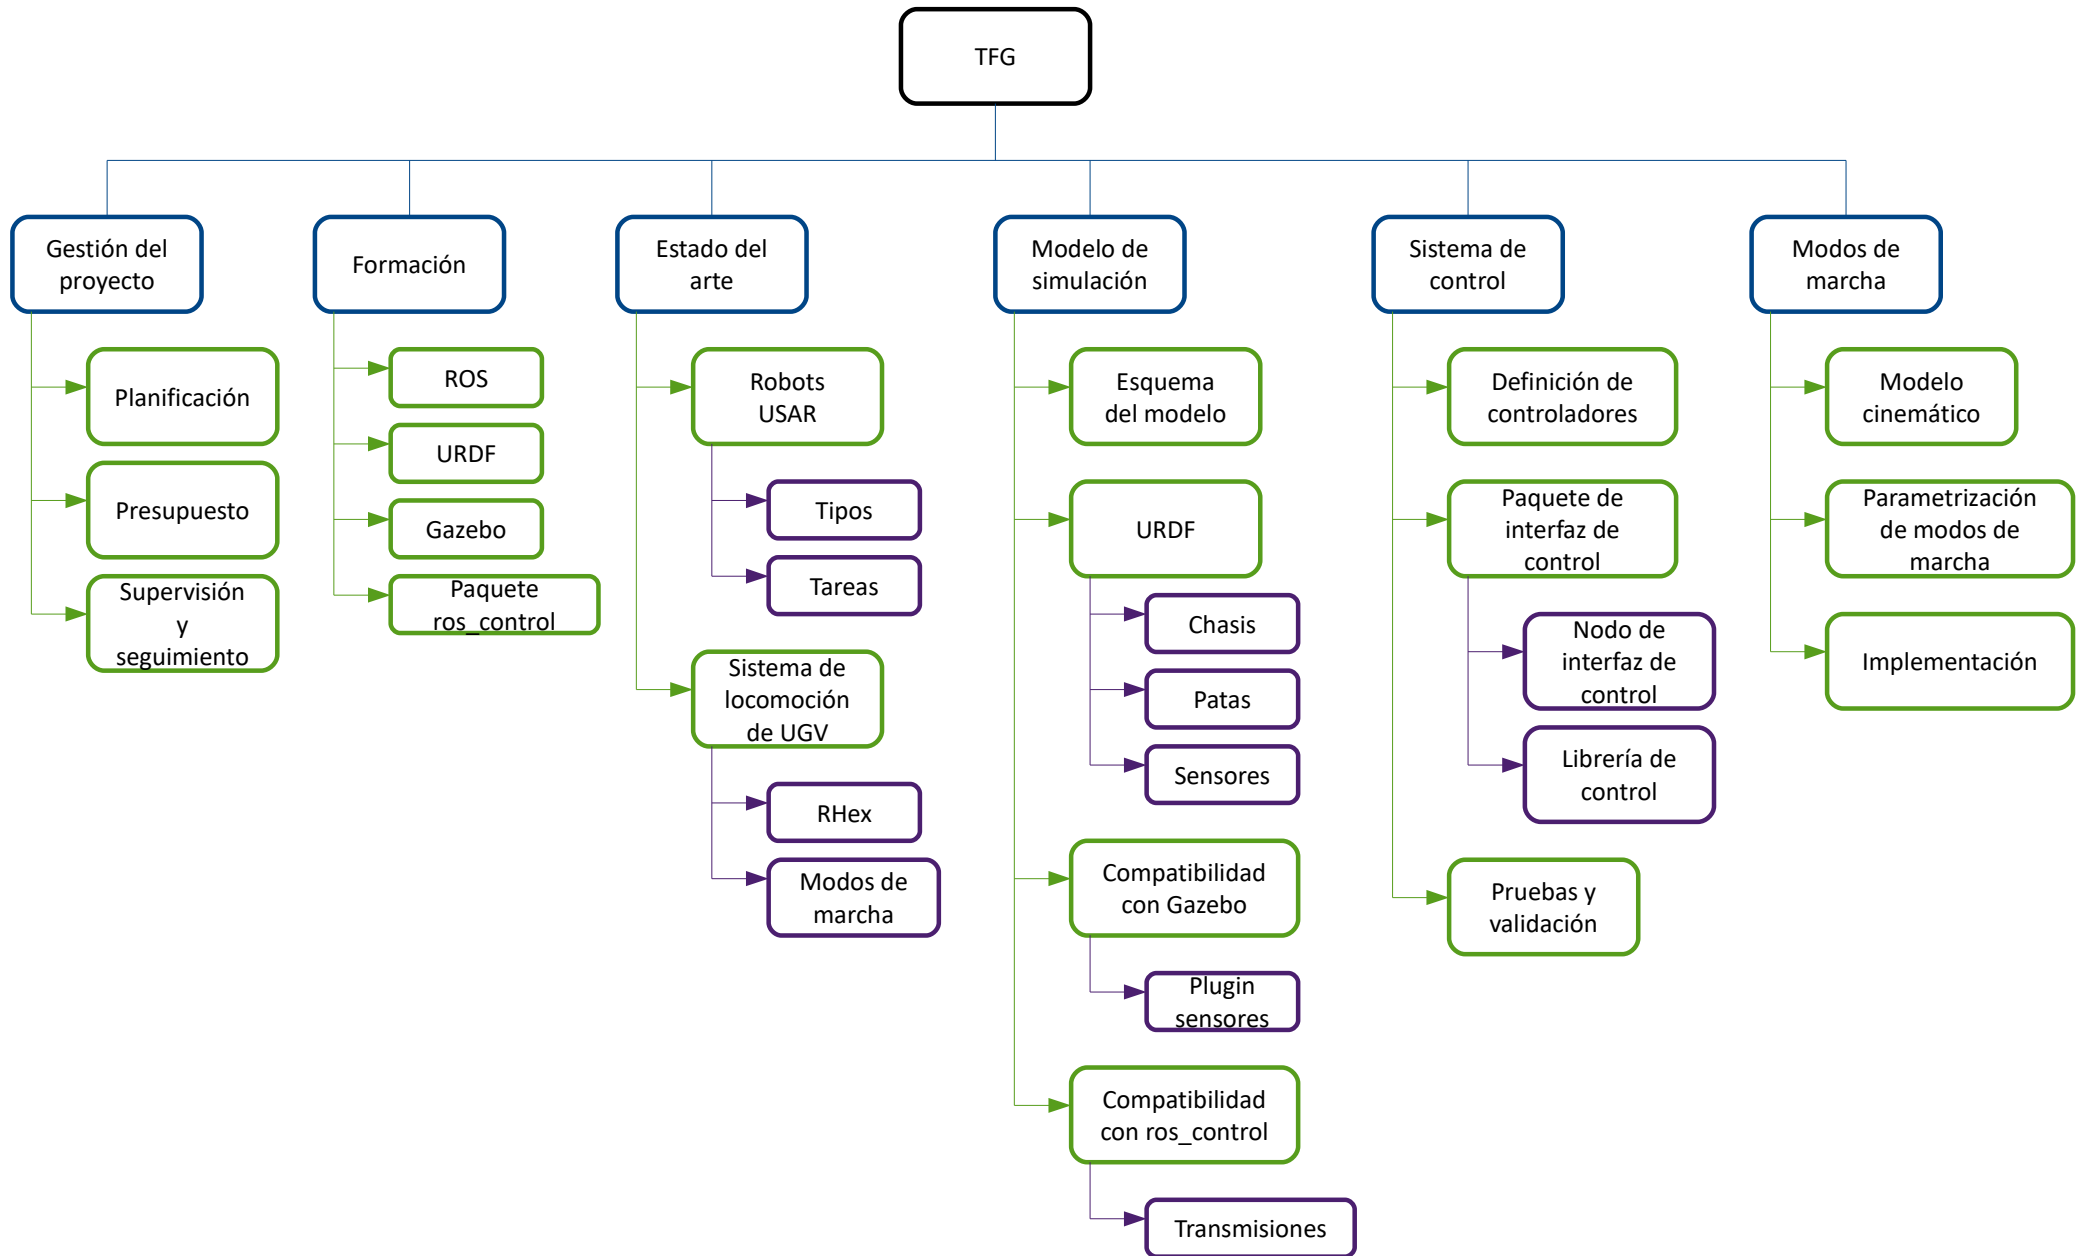 TFG
Gestión del
proyecto
Planificación
Presupuesto
Supervisión
y
seguimiento
Formación
ROS
URDF
Gazebo
Paquete
ros_control
Estado del
arte
Robots
USAR
Tipos
Tareas
Sistema de
locomoción
de UGV
RHex
Modos de
marcha
Modelo de
simulación
Esquema
del modelo
URDF
Chasis
Patas
Sensores
Compatibilidad
con Gazebo
Plugin
sensores
Compatibilidad
con ros_control
Transmisiones
Sistema de
control
Definición de
controladores
Paquete de
interfaz de
control
Nodo de
interfaz de
control
Librería de
control
Pruebas y
validación
Modos de
marcha
Modelo
cinemático
Parametrización
de modos de
marcha
Implementación